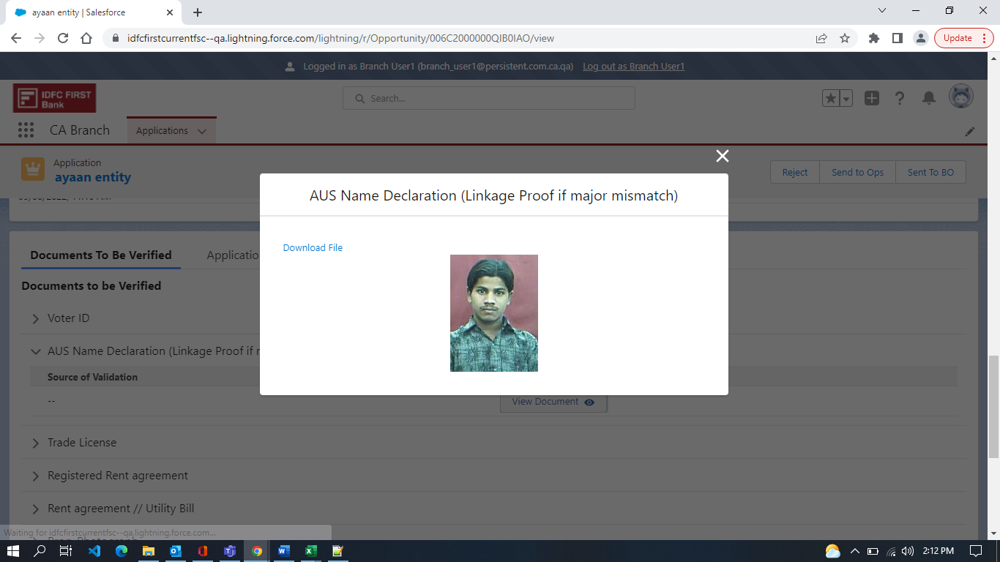 ayaan entity | Salesforce
idfcfirstcurrentfsc--qa.lightning.force.com/lightning/r/Opportunity/006C2000000QIB0IAO/view
Update
Logged in as Branch User1 (branch_user1@persistent.com.ca.qa) Log out as Branch User1
IDFC FIRST
Bank
Search...
CA Branch
Applications
Application
ayaan entity
Reject
Send to Ops
Sent To BO
AUS Name Declaration (Linkage Proof if major mismatch)
Download File
Documents To Be Verified
Applicatio
Documents to be Verified
Voter ID
AUS Name Declaration (Linkage Proof if
Source of Validation
--
View Document
Trade License
Registered Rent agreement
Rent agreement // Utility Bill
Waiting for idfcfirstcurrentfsc--qa.lightning.force.com...
2:12 PM